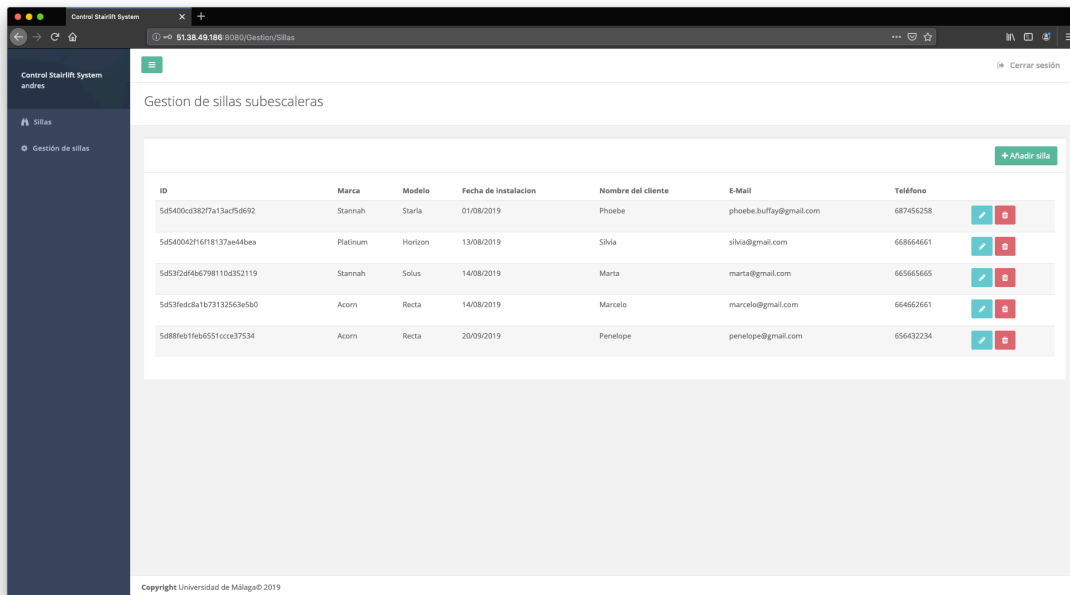 Control Stairlift System
51.38.49.186:8080/Gestion/Sillas
Control Stairlift System
andres
Cerrar sesión
Gestion de sillas subescaleras
Sillas
Gestión de sillas
+ Añadir silla
ID Marca Modelo Fecha de instalacion Nombre del cliente E-Mail Teléfono
5d5400cd382f7a13acf5d692 Stannah Starla 01/08/2019 Phoebe phoebe.buffay@gmail.com 687456258
5d540042f16f18137ae44bea Platinum Horizon 13/08/2019 Silvia silvia@gmail.com 668664661
5d53f2df4b6798110d352119 Stannah Solus 14/08/2019 Marta marta@gmail.com 665665665
5d53fedc8a1b73132563e5b0 Acorn Recta 14/08/2019 Marcelo marcelo@gmail.com 664662661
5d88feb1feb6551ccce37534 Acorn Recta 20/09/2019 Penelope penelope@gmail.com 656432234
Copyright Universidad de Málaga© 2019